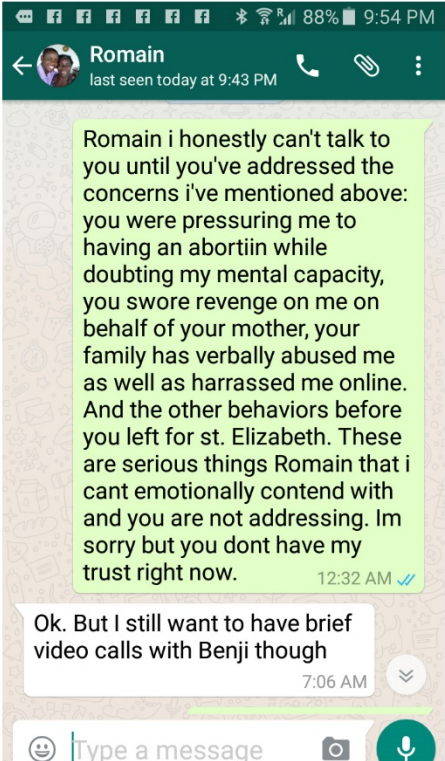 88% 9:54 PM
Romain
last seen today at 9:43 PM
Romain i honestly can't talk to
you until you've addressed the
concerns i've mentioned above:
you were pressuring me to
having an abortiin while
doubting my mental capacity,
you swore revenge on me on
behalf of your mother, your
family has verbally abused me
as well as harrassed me online.
And the other behaviors before
you left for st. Elizabeth. These
are serious things Romain that i
cant emotionally contend with
and you are not addressing. Im
sorry but you dont have my
trust right now.
12:32 AM
Ok. But I still want to have brief
video calls with Benji though
7:06 AM
Type a message